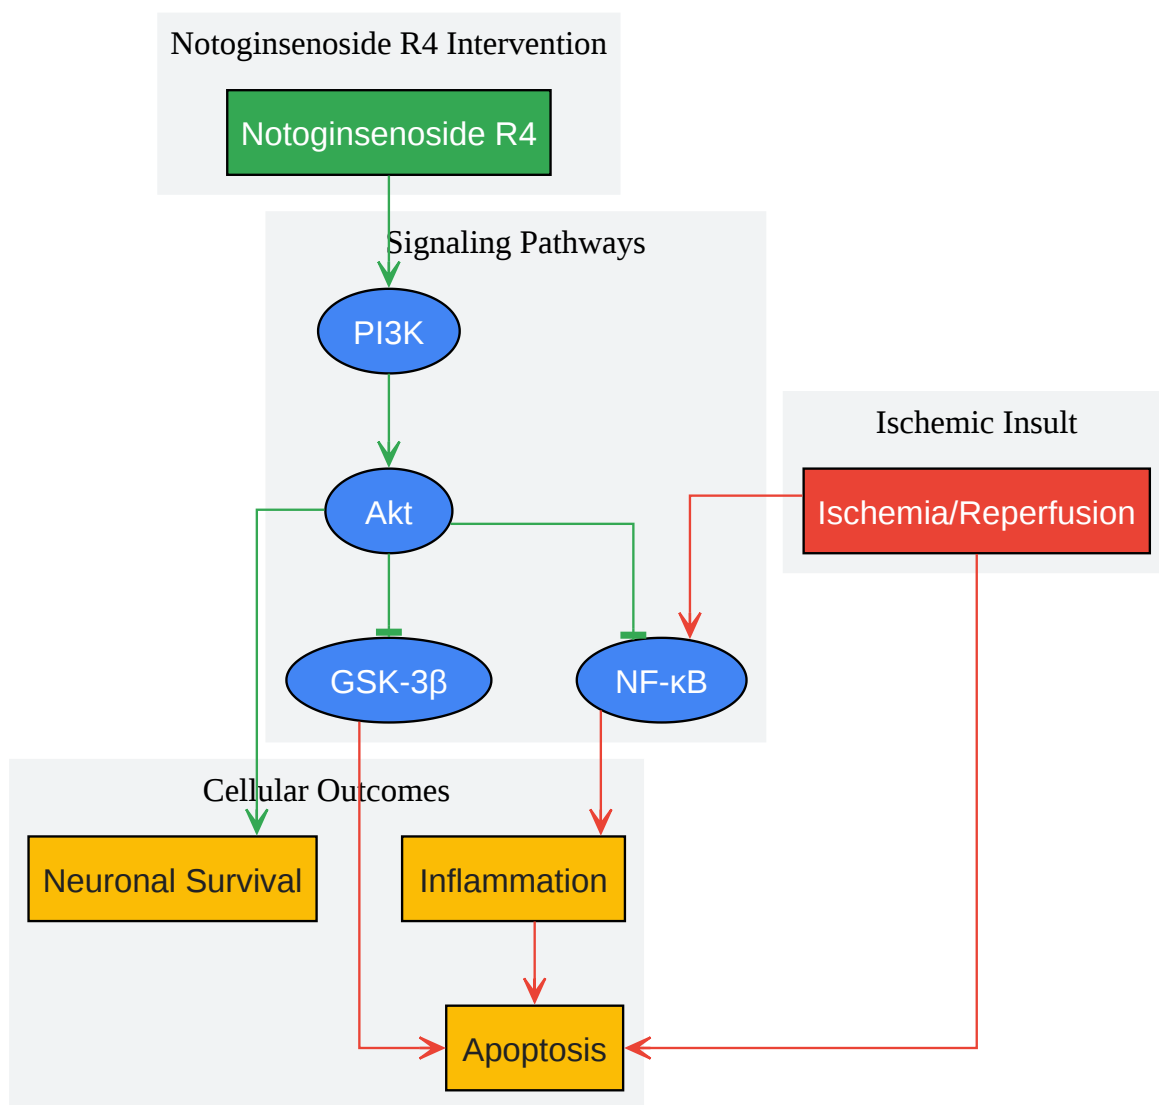 Notoginsenoside R4 Intervention
Notoginsenoside R4
Signaling Pathways
PI3K
Ischemic Insult
Akt
Ischemia/Reperfusion
GSK-3β
NF-κB
Cellular Outcomes
Neuronal Survival
Inflammation
Apoptosis